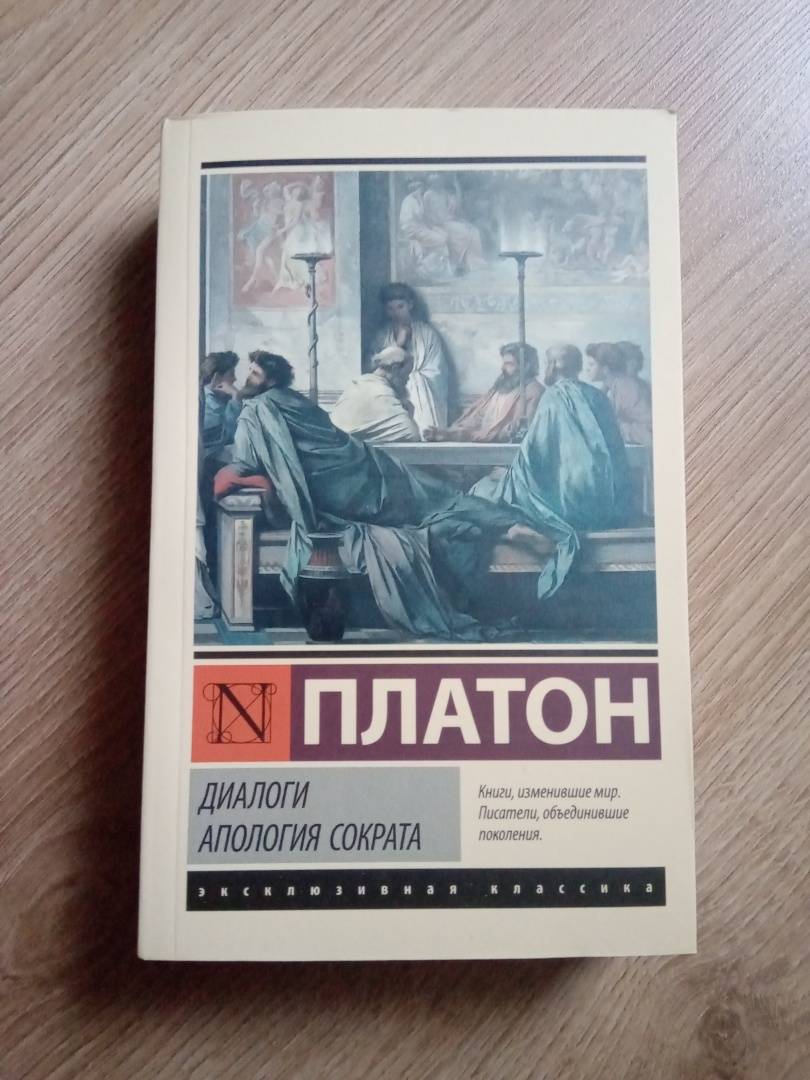 N ПЛАТОН
ДИАЛОГИ
АПОЛОГИЯ СОКРАТА
Книги, изменившие мир.
Писатели, объединившие
поколения.
эксклюзивная классика